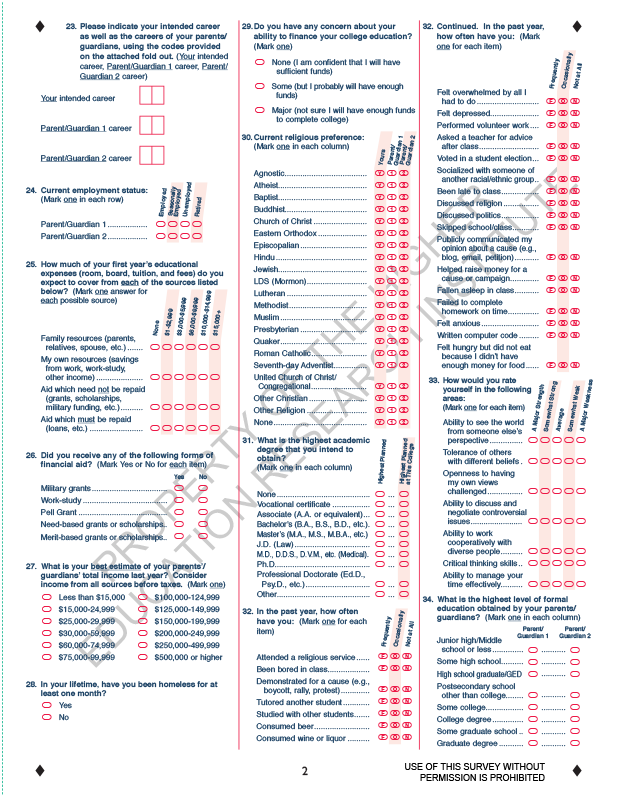 23. Please indicate your intended career
as well as the careers of your parents/
guardians, using the codes provided
on the attached fold out. (Your intended
career, Parent/Guardian 1 career, Parent/
Guardian 2 career)
Your intended career
Parent/Guardian 1 career
Parent/Guardian 2 career
24. Current employment status:
(Mark one in each row)
Employed
Seasonally Employed
Unemployed
Retired
Parent/Guardian 1
Parent/Guardian 2
25. How much of your first year's educational
expenses (room, board, tuition, and fees) do you
expect to cover from each of the sources listed
below? (Mark one answer for
each possible source)
None
$1-$2,999
$3,000-$5,999
$6,000-$9,999
$10,000-$14,999
$15,000+
Family resources (parents,
relatives, spouse, etc.)
My own resources (savings
from work, work-study,
other income)
Aid which need not be repaid
(grants, scholarships,
military funding, etc.)
Aid which must be repaid
(loans, etc.)
26. Did you receive any of the following forms of
financial aid? (Mark Yes or No for each item)
Yes No
Military grants
Work-study
Pell Grant
Need-based grants or scholarships
Merit-based grants or scholarships
27. What is your best estimate of your parents'/
guardians' total income last year? Consider
income from all sources before taxes. (Mark one)
Less than $15,000 $100,000-124,999
$15,000-24,999 $125,000-149,999
$25,000-29,999 $150,000-199,999
$30,000-59,999 $200,000-249,999
$60,000-74,999 $250,000-499,999
$75,000-99,999 $500,000 or higher
28. In your lifetime, have you been homeless for at
least one month?
Yes
No
29. Do you have any concern about your
ability to finance your college education?
(Mark one)
None (I am confident that I will have
sufficient funds)
Some (but I probably will have enough
funds)
Major (not sure I will have enough funds
to complete college)
30. Current religious preference:
(Mark one in each column)
Yours
Parent/Guardian 1
Parent/Guardian 2
Agnostic
Atheist
Baptist
Buddhist
Church of Christ
Eastern Orthodox
Episcopalian
Hindu
Jewish
LDS (Mormon)
Lutheran
Methodist
Muslim
Presbyterian
Quaker
Roman Catholic
Seventh-day Adventist
United Church of Christ/
Congregational
Other Christian
Other Religion
None
31. What is the highest academic
degree that you intend to
obtain?
(Mark one in each column)
Highest Planned
Highest Planned at This College
None
Vocational certificate
Associate (A.A. or equivalent)
Bachelor's (B.A., B.S., B.D., etc.)
Master's (M.A., M.S., M.B.A., etc.)
J.D. (Law)
M.D., D.D.S., D.V.M., etc. (Medical)
Ph.D.
Professional Doctorate (Ed.D.,
Psy.D., etc.)
Other
32. In the past year, how often
have you: (Mark one for each
item)
Frequently
Occasionally
Not at All
Attended a religious service
Been bored in class
Demonstrated for a cause (e.g.,
boycott, rally, protest)
Tutored another student
Studied with other students
Consumed beer
Consumed wine or liquor
32. Continued. In the past year,
how often have you: (Mark
one for each item)
Frequently
Occasionally
Not at All
Felt overwhelmed by all I
had to do
Felt depressed
Performed volunteer work
Asked a teacher for advice
after class
Voted in a student election
Socialized with someone of
another racial/ethnic group
Been late to class
Discussed religion
Discussed politics
Skipped school/class
Publicly communicated my
opinion about a cause (e.g.,
blog, email, petition)
Helped raise money for a
cause or campaign
Fallen asleep in class
Failed to complete
homework on time
Felt anxious
Written computer code
Felt hungry but did not eat
because I didn't have
enough money for food
33. How would you rate
yourself in the following
areas:
(Mark one for each item)
A Major Strength
Somewhat Strong
Average
Somewhat Weak
A Major Weakness
Ability to see the world
from someone else's
perspective
Tolerance of others
with different beliefs
Openness to having
my own views
challenged
Ability to discuss and
negotiate controversial
issues
Ability to work
cooperatively with
diverse people
Critical thinking skills
Ability to manage your
time effectively
34. What is the highest level of formal
education obtained by your parents/
guardians? (Mark one in each column)
Parent/ Guardian 1
Parent/ Guardian 2
Junior high/Middle
school or less
Some high school
High school graduate/GED
Postsecondary school
other than college
Some college
College degree
Some graduate school
Graduate degree
PROPERTY OF THE HIGHER
EDUCATION RESEARCH INSTITUTE
2
USE OF THIS SURVEY WITHOUT
PERMISSION IS PROHIBITED